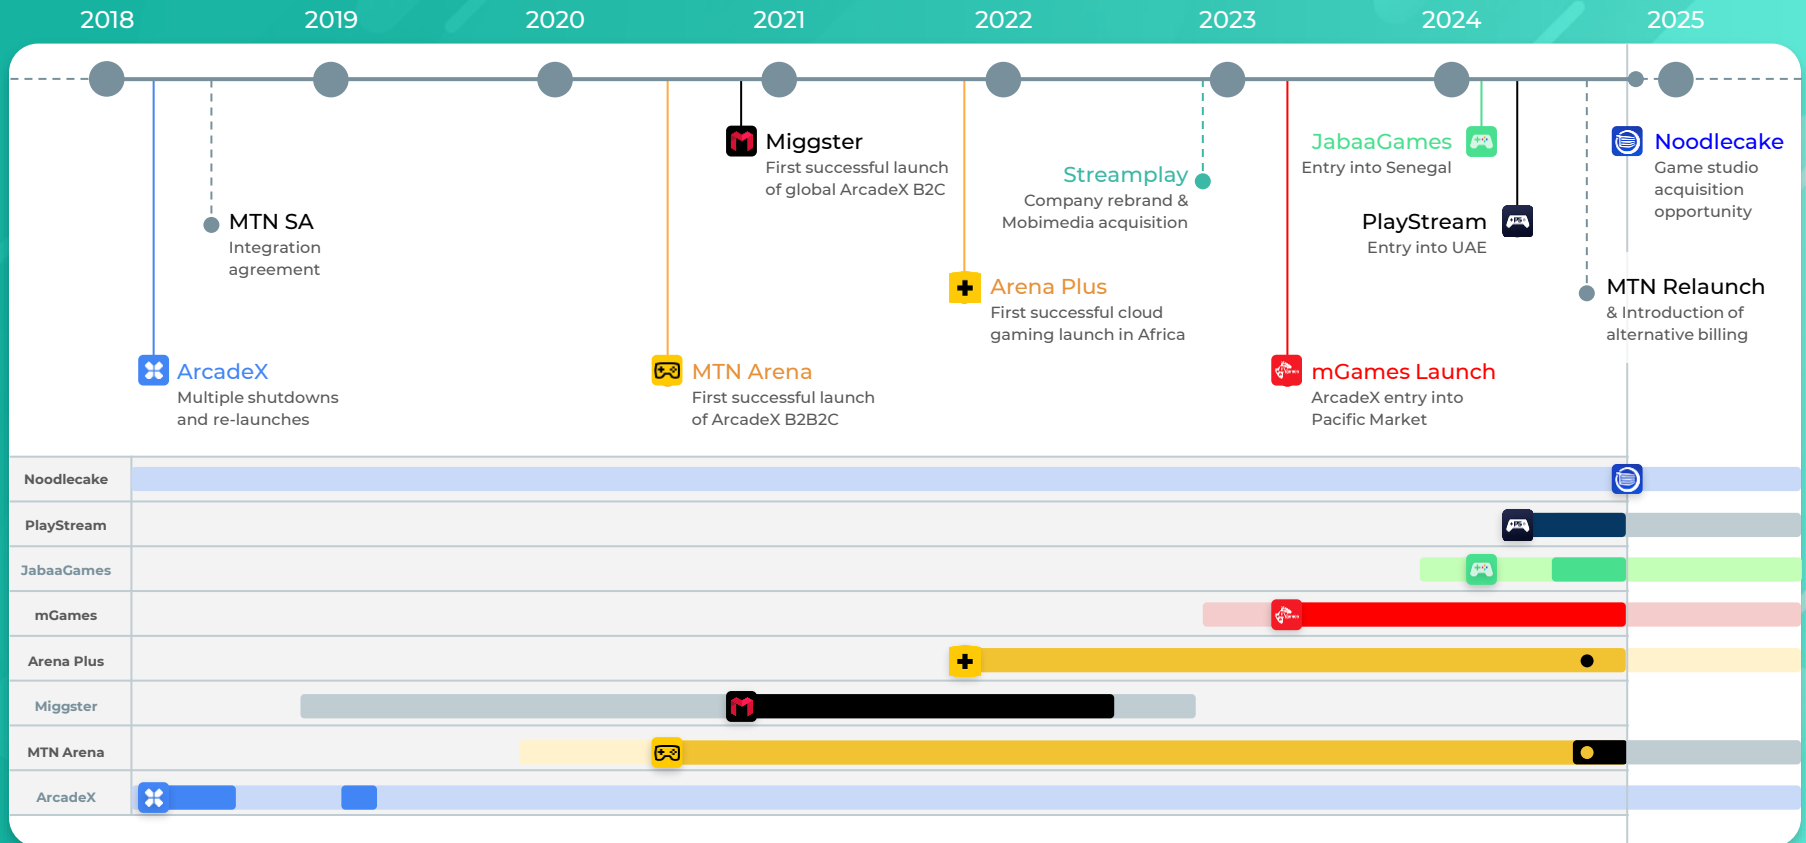 2018
2019
2020
2021
2022
2023
2024
2025
Miggster
First successful launch
of global ArcadeX B2C
JabaaGames
Entry into Senegal
Noodlecake
Game studio
acquisition
opportunity
Streamplay
Company rebrand &
Mobimedia acquisition
MTN SA
Integration
agreement
PlayStream
Entry into UAE
Arena Plus
First successful cloud
gaming launch in Africa
MTN Relaunch
& Introduction of
alternative billing
ArcadeX
Multiple shutdowns
and re-launches
MTN Arena
First successful launch
of ArcadeX B2B2C
mGames Launch
ArcadeX entry into
Pacific Market
Noodlecake
PlayStream
JabaaGames
mGames
Arena Plus
Miggster
MTN Arena
ArcadeX